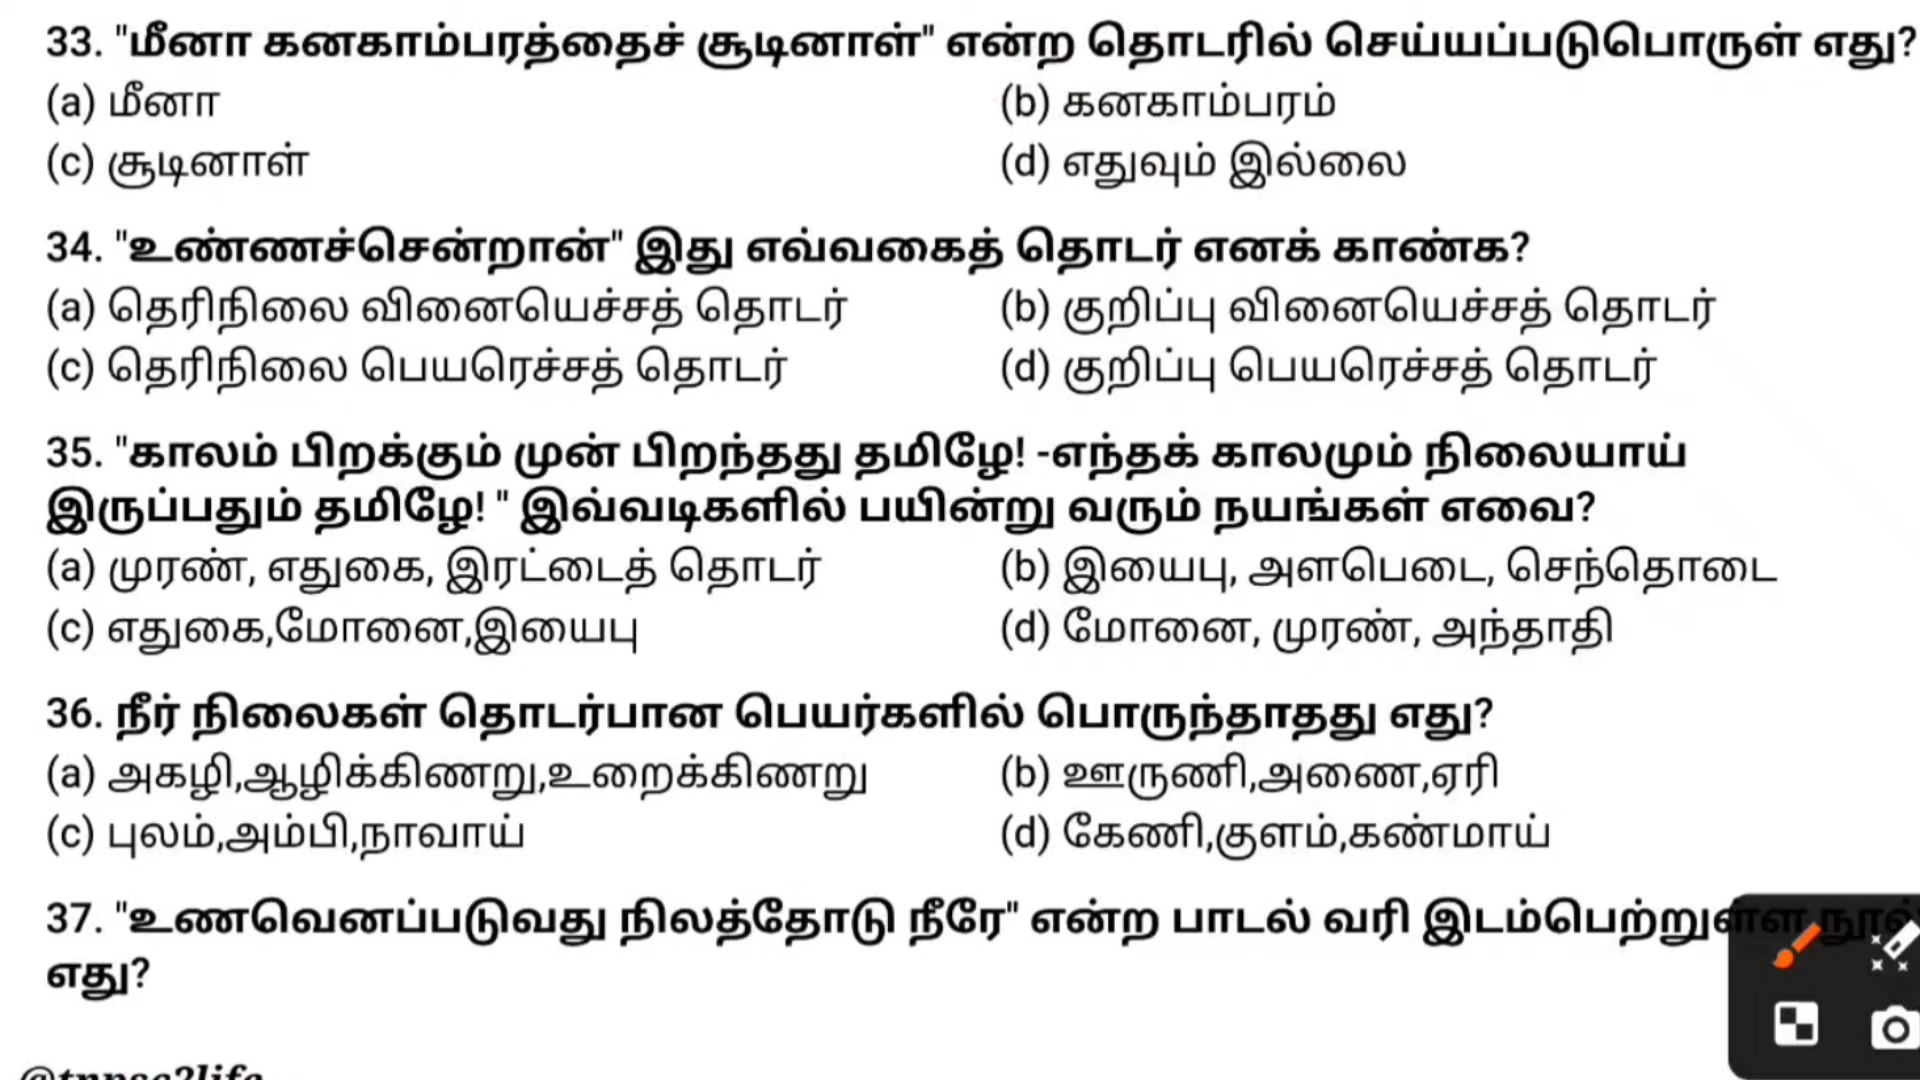 33. "மீனா கனகாம்பரத்தைச் சூடினாள்" என்ற தொடரில் செய்யப்படுபொருள் எது?
(a) மீனா (b) கனகாம்பரம்
(c) சூடினாள் (d) எதுவும் இல்லை
34. "உண்ணச்சென்றான்" இது எவ்வகைத் தொடர் எனக் காண்க?
(a) தெரிநிலை வினையெச்சத் தொடர் (b) குறிப்பு வினையெச்சத் தொடர்
(c) தெரிநிலை பெயரெச்சத் தொடர் (d) குறிப்பு பெயரெச்சத் தொடர்
35. "காலம் பிறக்கும் முன் பிறந்தது தமிழே! -எந்தக் காலமும் நிலையாய்
இருப்பதும் தமிழே! " இவ்வடிகளில் பயின்று வரும் நயங்கள் எவை?
(a) முரண், எதுகை, இரட்டைத் தொடர் (b) இயைபு, அளபெடை, செந்தொடை
(c) எதுகை,மோனை,இயைபு (d) மோனை, முரண், அந்தாதி
36. நீர் நிலைகள் தொடர்பான பெயர்களில் பொருந்தாதது எது?
(a) அகழி,ஆழிக்கிணறு,உறைக்கிணறு (b) ஊருணி,அணை,ஏரி
(c) புலம்,அம்பி,நாவாய் (d) கேணி,குளம்,கண்மாய்
37. "உணவெனப்படுவது நிலத்தோடு நீரே" என்ற பாடல் வரி இடம்பெற்றுள்ள
எது?
@tnpsc2life